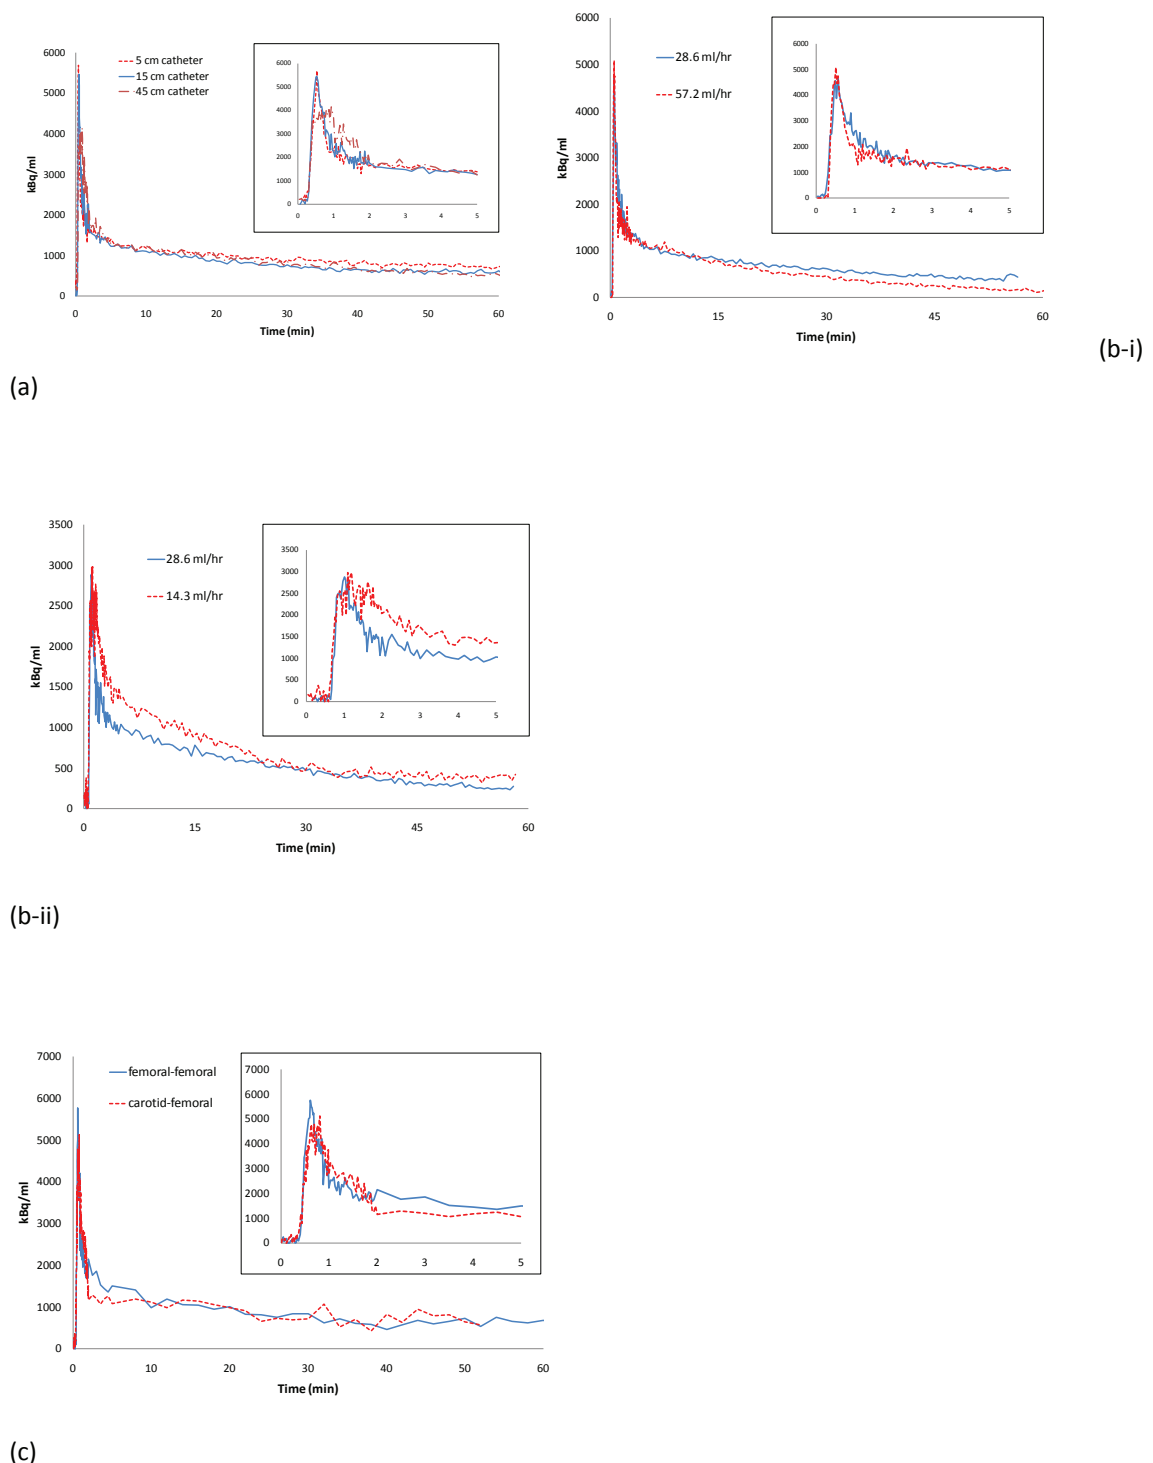 6000
5000
4000
3000
2000
1000
0
kBq/ml
5 cm catheter
15 cm catheter
45 cm catheter
6000
5000
4000
3000
2000
1000
0
0 1 2 3 4 5
0 10 20 30 40 50 60
Time (min)
(a)
6000
5000
4000
3000
2000
1000
0
kBq/ml
28.6 ml/hr
57.2 ml/hr
6000
5000
4000
3000
2000
1000
0
0 1 2 3 4 5
0 15 30 45 60
Time (min)
(b-i)
3500
3000
2500
2000
1500
1000
500
0
kBq/ml
28.6 ml/hr
14.3 ml/hr
3500
3000
2500
2000
1500
1000
500
0
0 1 2 3 4 5
0 15 30 45 60
Time (min)
(b-ii)
7000
6000
5000
4000
3000
2000
1000
0
kBq/ml
femoral-femoral
carotid-femoral
7000
6000
5000
4000
3000
2000
1000
0
0 1 2 3 4 5
0 10 20 30 40 50 60
Time (min)
(c)